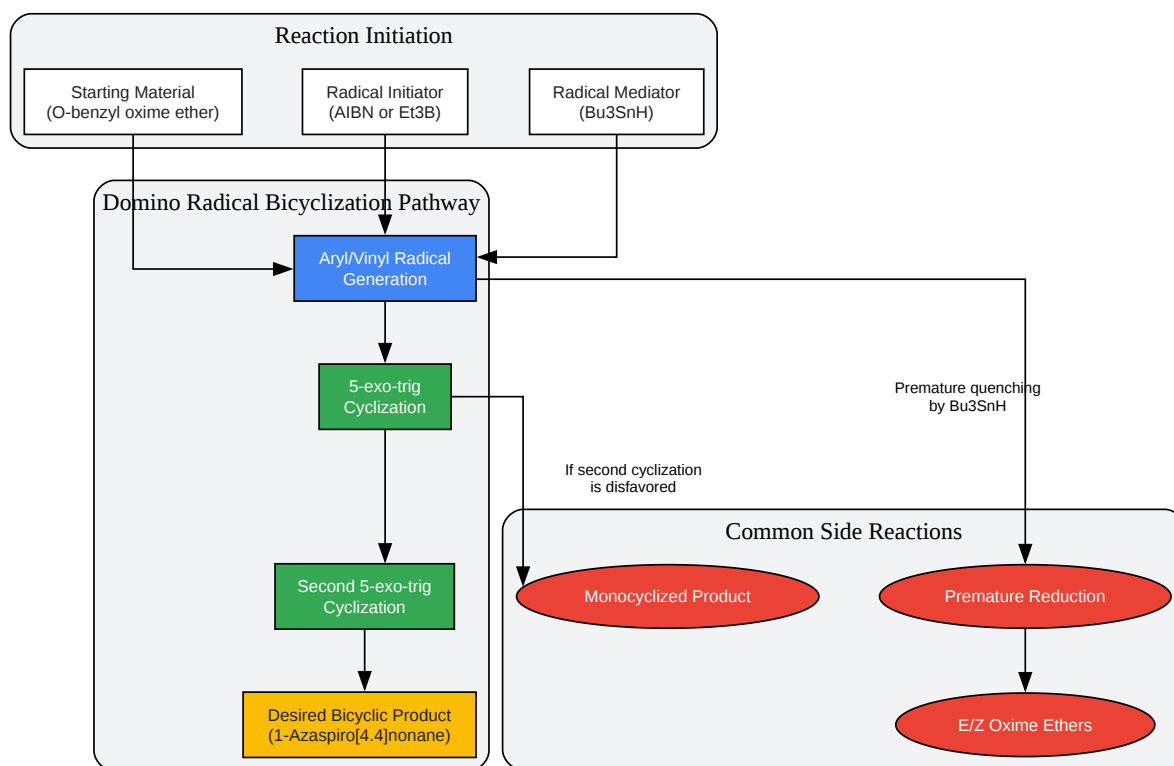 Reaction Initiation
Starting Material
(O-benzyl oxime ether)
Radical Initiator
(AIBN or Et3B)
Radical Mediator
(Bu3SnH)
Domino Radical Bicyclization Pathway
Aryl/Vinyl Radical
Generation
5-exo-trig
Cyclization
Premature quenching
by Bu3SnH
If second cyclization
is disfavored
Common Side Reactions
Second 5-exo-trig
Cyclization
Monocyclized Product
Premature Reduction
Desired Bicyclic Product
(1-Azaspiro[4.4]nonane)
E/Z Oxime Ethers